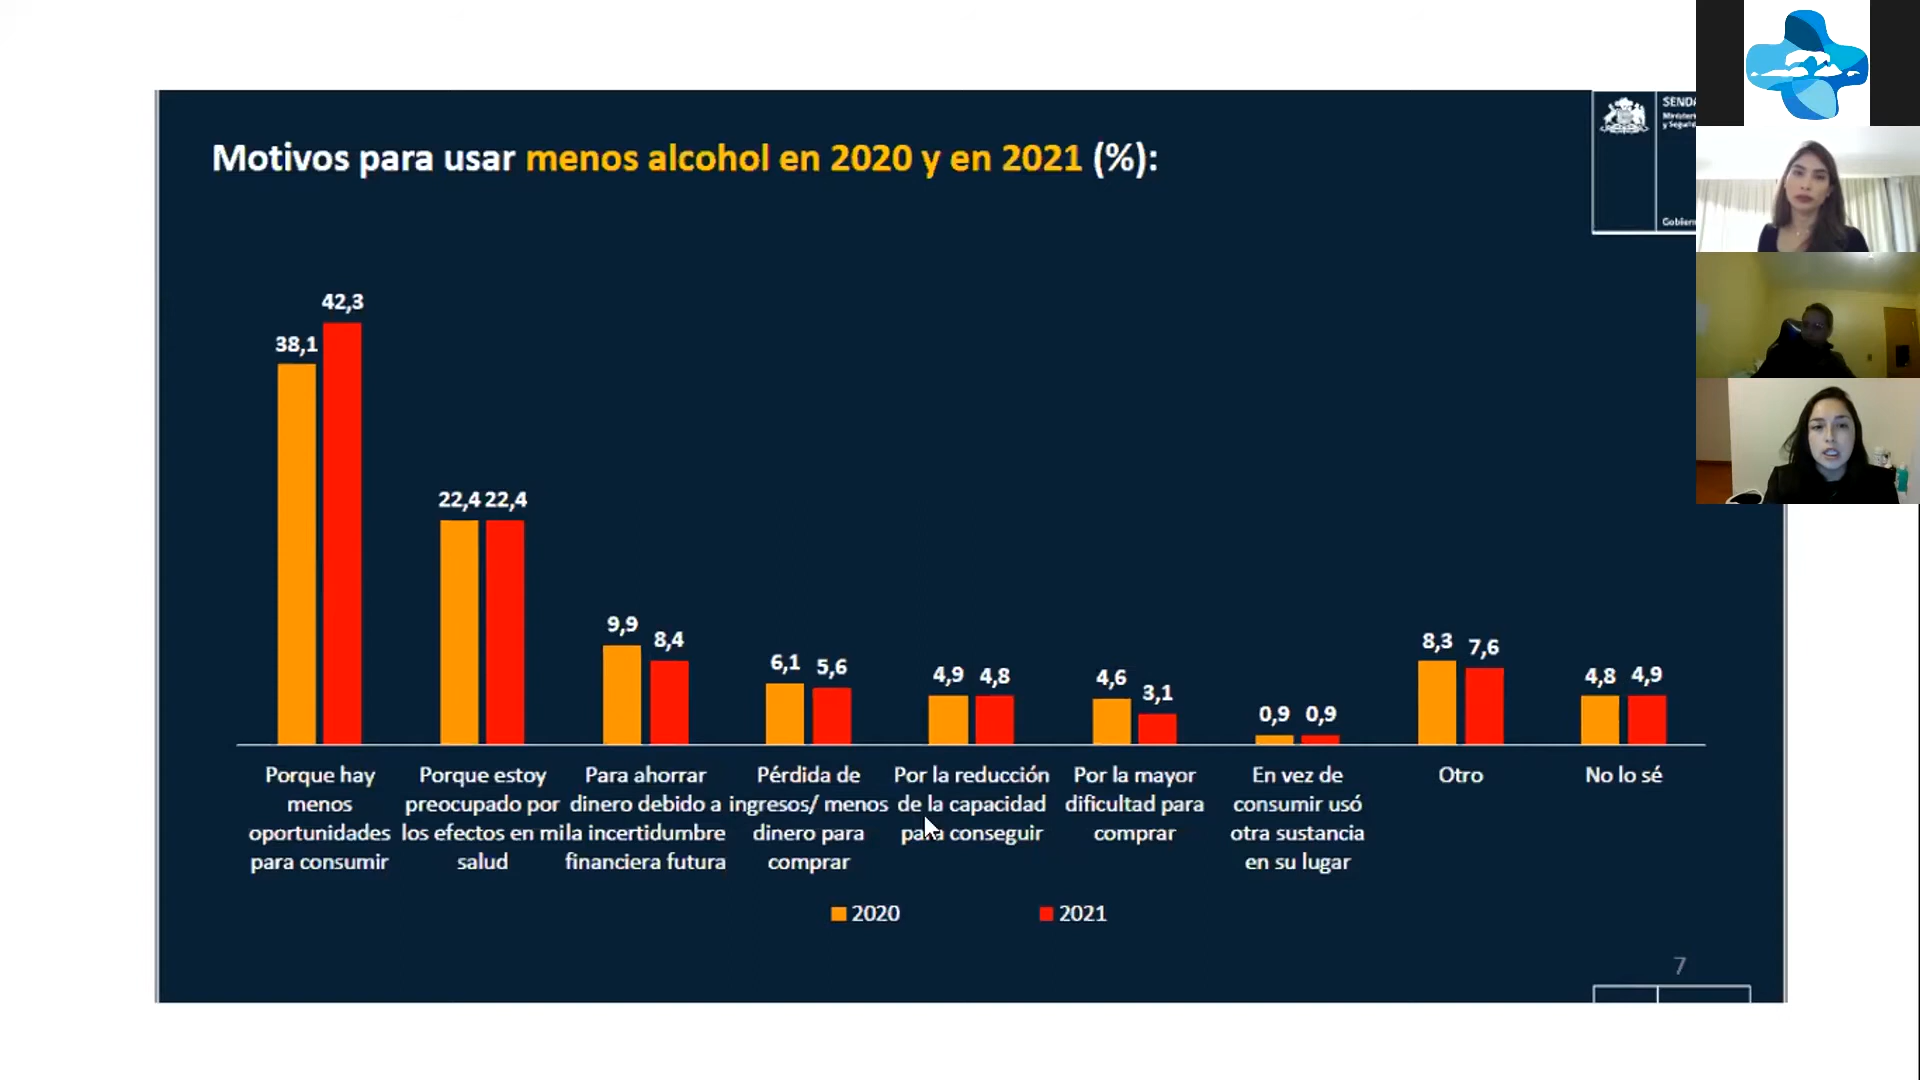 Motivos para usar menos alcohol en 2020 y en 2021 (%):
SENDA
y Seguri
Gobier
38,1
42,3
22,4 22,4
9,9
8,4
6,1
5,6
4,9
4,8
4,6
3,1
0,9
0,9
8,3
7,6
4,8
4,9
Porque hay
menos
oportunidades
para consumir
Porque estoy
preocupado por
los efectos en mi
salud
Para ahorrar
dinero debido a
la incertidumbre
financiera futura
Pérdida de
ingresos/ menos
dinero para
comprar
Por la reducción
de la capacidad
para conseguir
Por la mayor
dificultad para
comprar
En vez de
consumir usó
otra sustancia
en su lugar
Otro
No lo sé
2020
2021
7